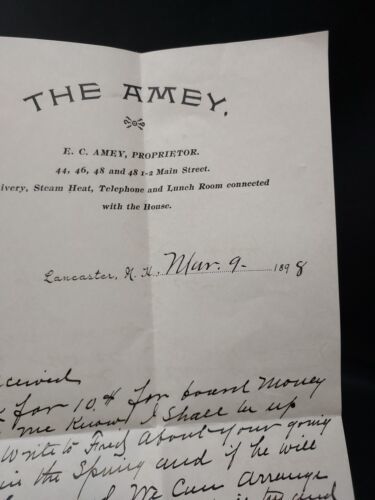 THE AMEY.
E. C. AMEY, PROPRIETOR.
44, 46, 48 and 48 1-2 Main Street.
ivery, Steam Heat, Telephone and Lunch Room connected
with the House.
Lancaster, N. H., Mar. 9- 1898
ceived
for 10.$ for board Money
me Know I Shall be up
Write to Fred About your going
in the Spring and if he will
We Can Arrange
and